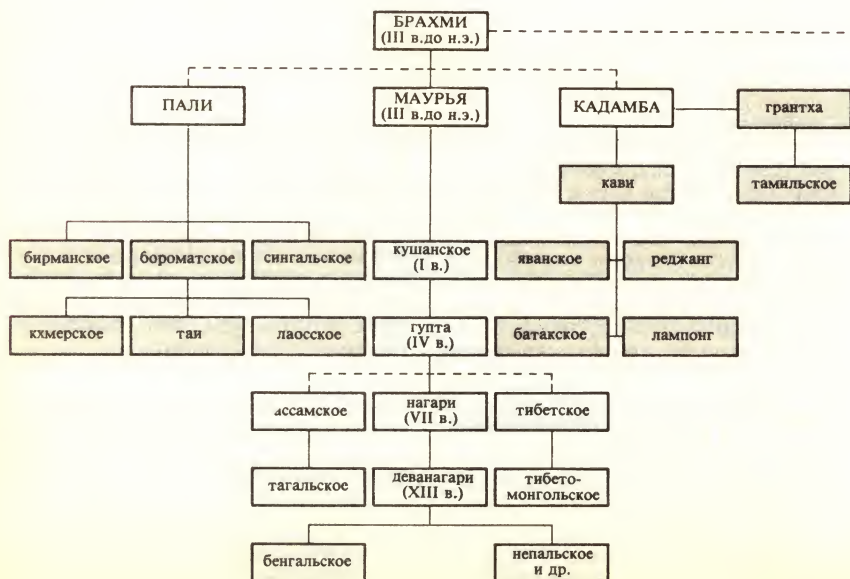 БРАХМИ
(III в.до н.э.)
ПАЛИ
МАУРЬЯ
(III в.до н.э.)
КАДАМБА
грантха
кави
тамильское
бирманское
бороматское
сингальское
кушанское
(I в.)
яванское
реджанг
кхмерское
таи
лаосское
гупта
(IV в.)
батакское
лампонг
ассамское
нагари
(VII в.)
тибетское
тагальское
деванагари
(XIII в.)
тибето-
монгольское
бенгальское
непальское
и др.